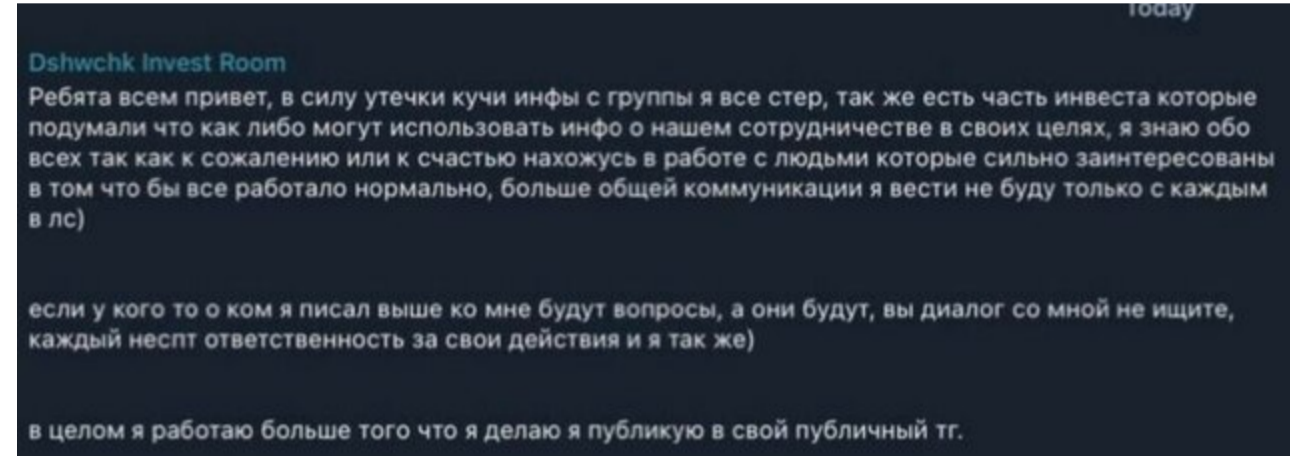 Today
Dshwchk Invest Room
Ребята всем привет, в силу утечки кучи инфы с группы я все стер, так же есть часть инвеста которые
подумали что как либо могут использовать инфо о нашем сотрудничестве в своих целях, я знаю обо
всех так как к сожалению или к счастью нахожусь в работе с людьми которые сильно заинтересованы
в том что бы все работало нормально, больше общей коммуникации я вести не буду только с каждым
в лс)
если у кого то о ком я писал выше ко мне будут вопросы, а они будут, вы диалог со мной не ищите,
каждый неспт ответственность за свои действия и я так же)
в целом я работаю больше того что я делаю я публикую в свой публичный тг.